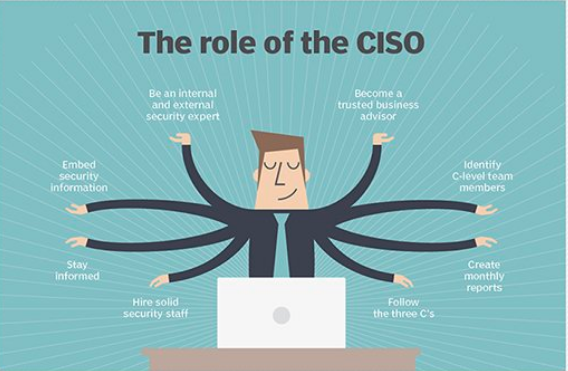 The role of the CISO
Be an internal
and external
security expert
Become a
trusted business
advisor
Embed
security
information
Identify
C-level team
members
Stay
informed
Create
monthly
reports
Hire solid
security staff
Follow
the three C's